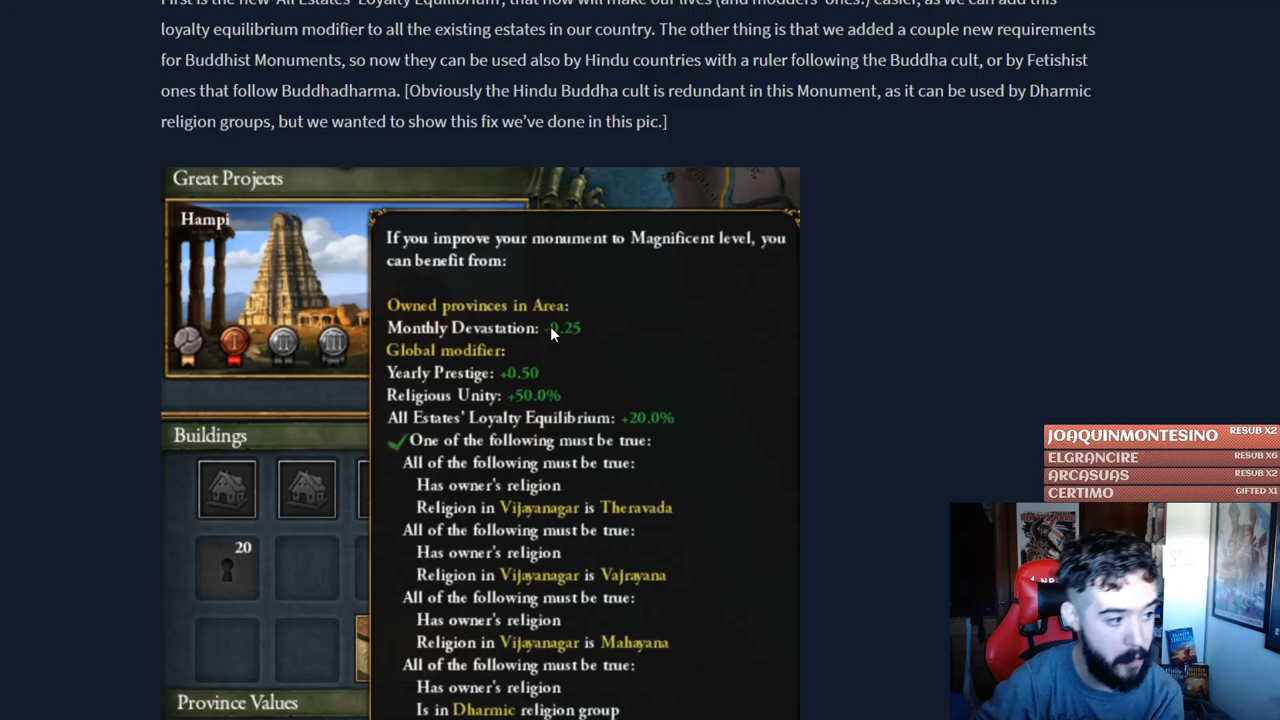 First is the new 'All Estates' Loyalty Equilibrium', that now will make our lives (and modders' ones!) easier, as we can add this
loyalty equilibrium modifier to all the existing estates in our country. The other thing is that we added a couple new requirements
for Buddhist Monuments, so now they can be used also by Hindu countries with a ruler following the Buddha cult, or by Fetishist
ones that follow Buddhadharma. [Obviously the Hindu Buddha cult is redundant in this Monument, as it can be used by Dharmic
religion groups, but we wanted to show this fix we've done in this pic.]
Great Projects
Hampi
I
II
III
If you improve your monument to Magnificent level, you
can benefit from:
Owned provinces in Area:
Monthly Devastation: -0.25
Global modifier:
Yearly Prestige: +0.50
Religious Unity: +50.0%
All Estates' Loyalty Equilibrium: +20.0%
One of the following must be true:
All of the following must be true:
Has owner's religion
Religion in Vijayanagar is Theravada
All of the following must be true:
Has owner's religion
Religion in Vijayanagar is Vajrayana
All of the following must be true:
Has owner's religion
Religion in Vijayanagar is Mahayana
All of the following must be true:
Has owner's religion
Is in Dharmic religion group
Buildings
20
Province Values
JOAQUINMONTESINO RESUB X2
ELGRANCIRE RESUB X6
ARCASUAS RESUB X2
CERTIMO GIFTED X1